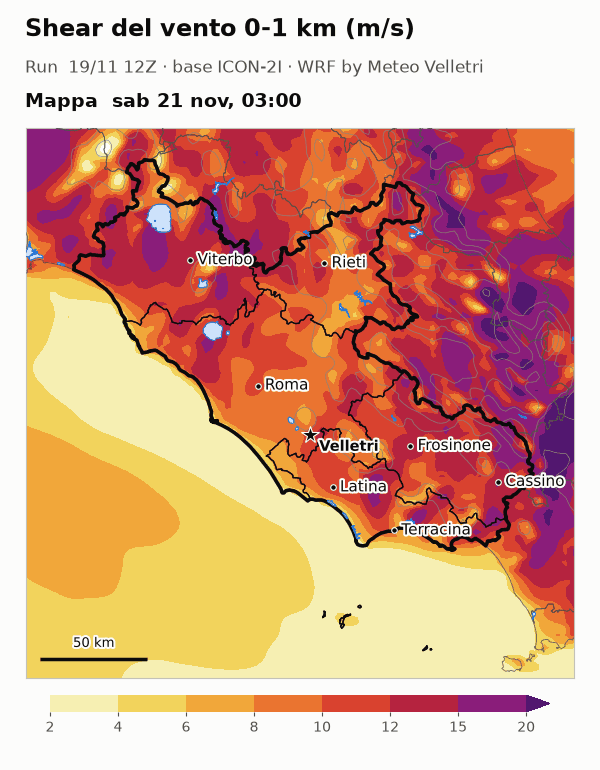 Shear del vento 0-1 km (m/s)
Run  19/11 12Z · base ICON-2I · WRF by Meteo Velletri
Mappa  sab 21 nov, 03:00
Viterbo
Rieti
Roma
Velletri
Frosinone
Latina
Cassino
Terracina
50 km
2 4 6 8 10 12 15 20